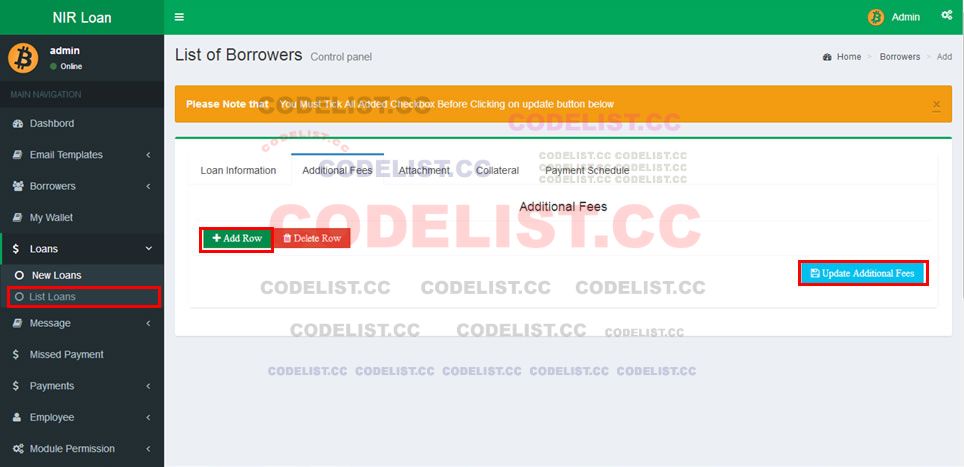 NIR Loan
Admin
admin
Online
List of Borrowers Control panel
Home > Borrowers > Add
MAIN NAVIGATION
Dashbord
Email Templates
Borrowers
My Wallet
$ Loans
New Loans
List Loans
Message
$ Missed Payment
$ Payments
Employee
Module Permission
Please Note that You Must Tick All Added Checkbox Before Clicking on update button below ×
CODELIST.CC
CODELIST.CC
CODELIST.CC
CODELIST.CC
CODELIST.CC CODELIST.CC
CODELIST.CC CODELIST.CC
CODELIST.CC CODELIST.CC
Loan Information Additional Fees Attachment Collateral Payment Schedule
Additional Fees
CODELIST.CC
Add Row Delete Row
Update Additional Fees
CODELIST.CC CODELIST.CC CODELIST.CC
CODELIST.CC CODELIST.CC CODELIST.CC
CODELIST.CC CODELIST.CC CODELIST.CC CODELIST.CC CODELIST.CC